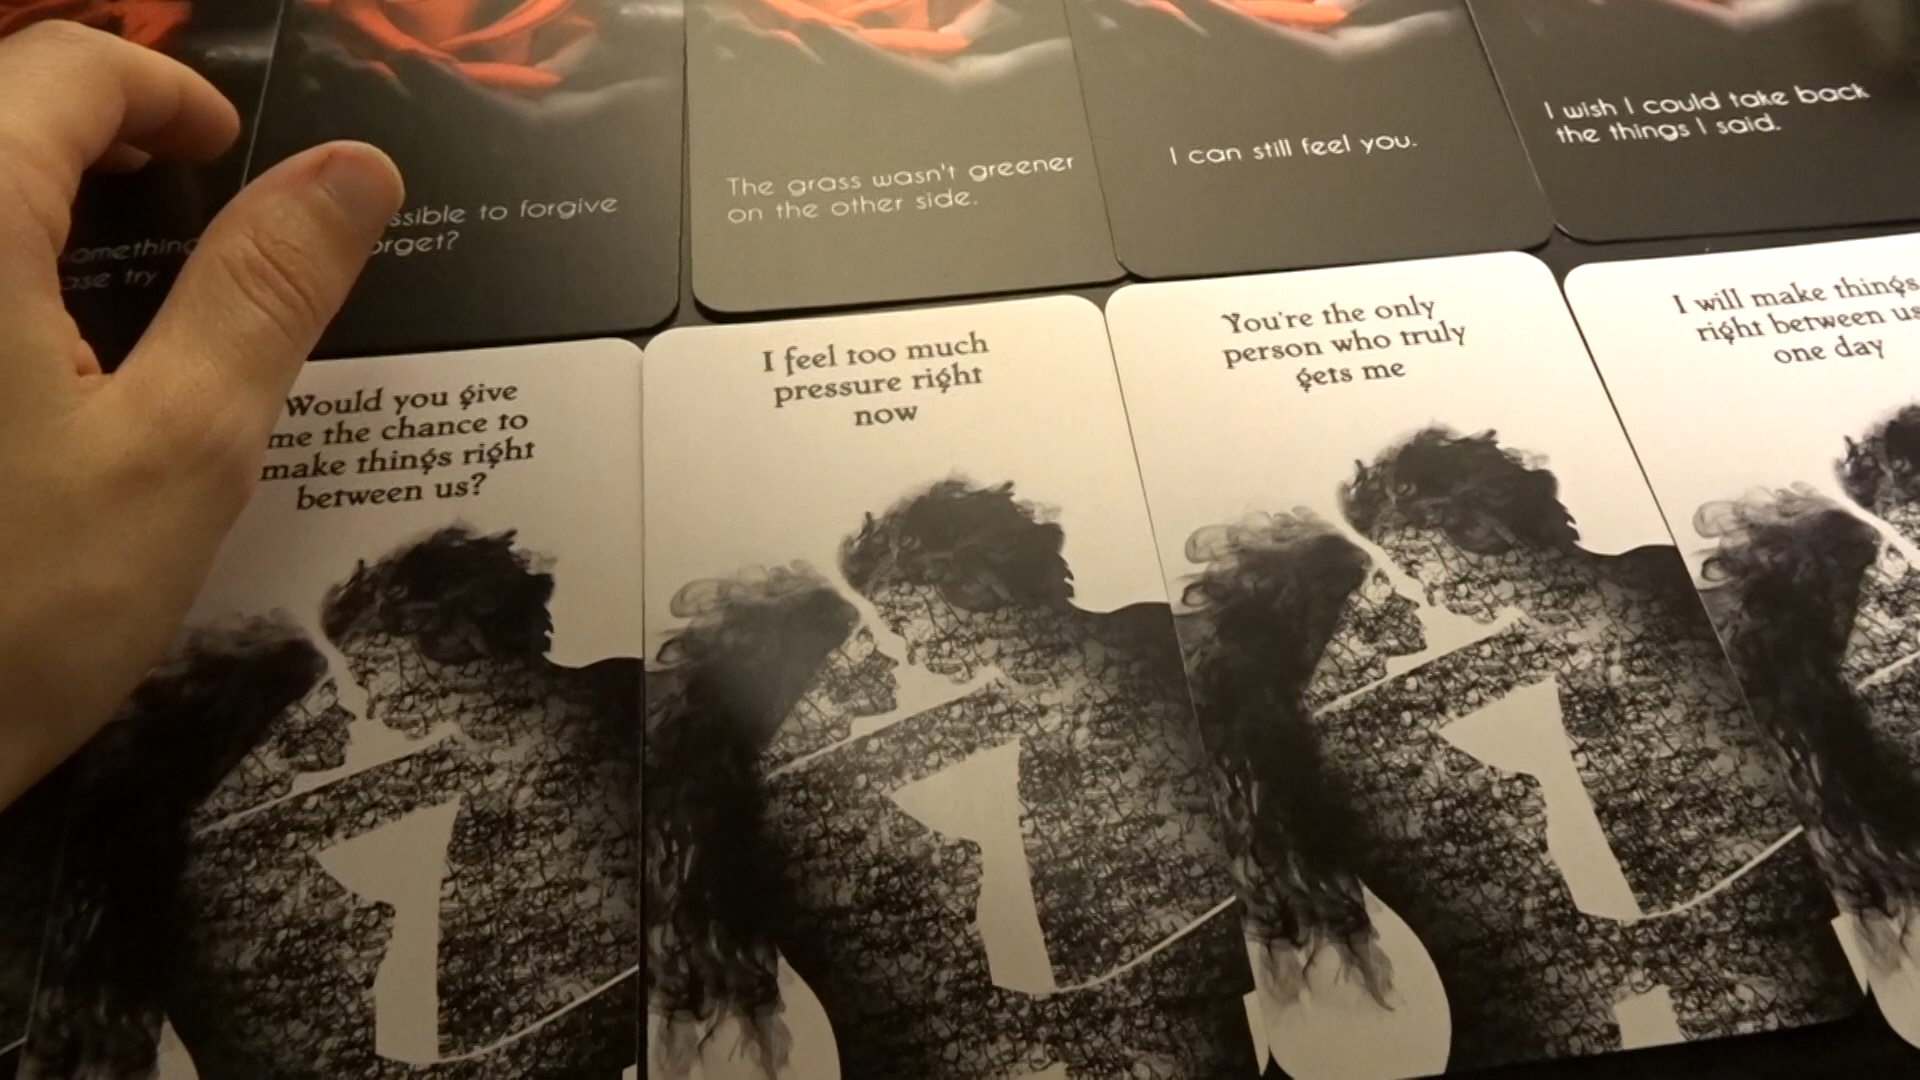 ase try
ssible to forgive
orget?
The grass wasn't greener
on the other side.
I can still feel you.
I wish I could take back
the things I said.
Would you give
me the chance to
make things right
between us?
I feel too much
pressure right
now
You're the only
person who truly
gets me
I will make things
right between us
one day